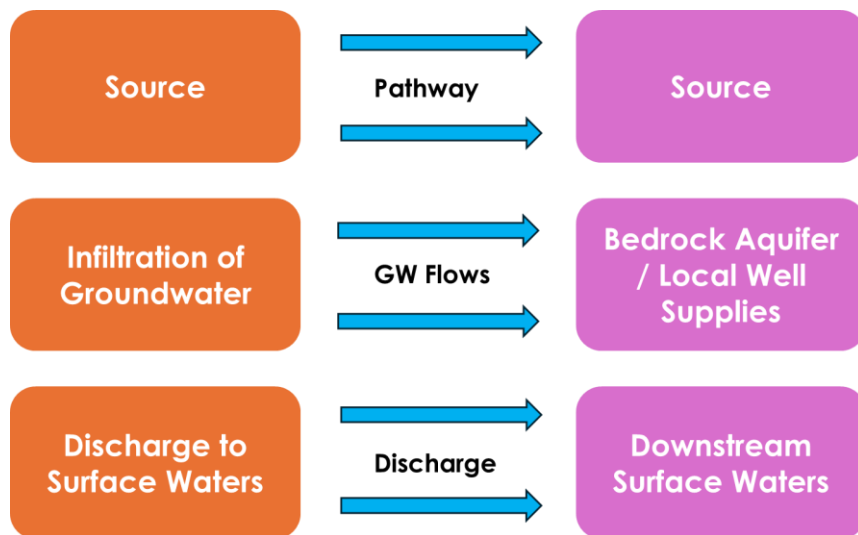 Source
Pathway
Source
Infiltration of
Groundwater
GW Flows
Bedrock Aquifer
/ Local Well
Supplies
Discharge to
Surface Waters
Discharge
Downstream
Surface Waters